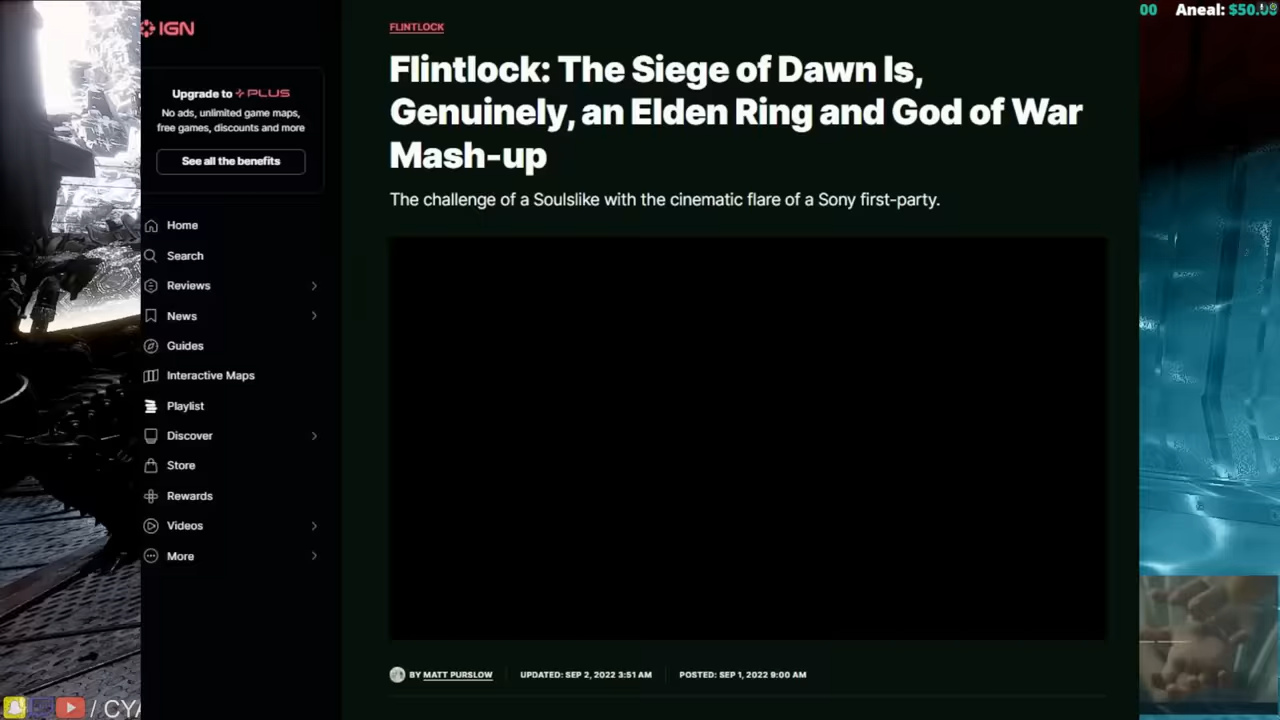 00 Aneal: $50.00
IGN
Upgrade to PLUS
No ads, unlimited game maps,
free games, discounts and more
See all the benefits
Home
Search
Reviews
News
Guides
Interactive Maps
Playlist
Discover
Store
Rewards
Videos
More
FLINTLOCK
Flintlock: The Siege of Dawn Is,
Genuinely, an Elden Ring and God of War
Mash-up
The challenge of a Soulslike with the cinematic flare of a Sony first-party.
BY MATT PURSLOW UPDATED: SEP 2, 2022 3:51 AM POSTED: SEP 1, 2022 9:00 AM
/ CYA